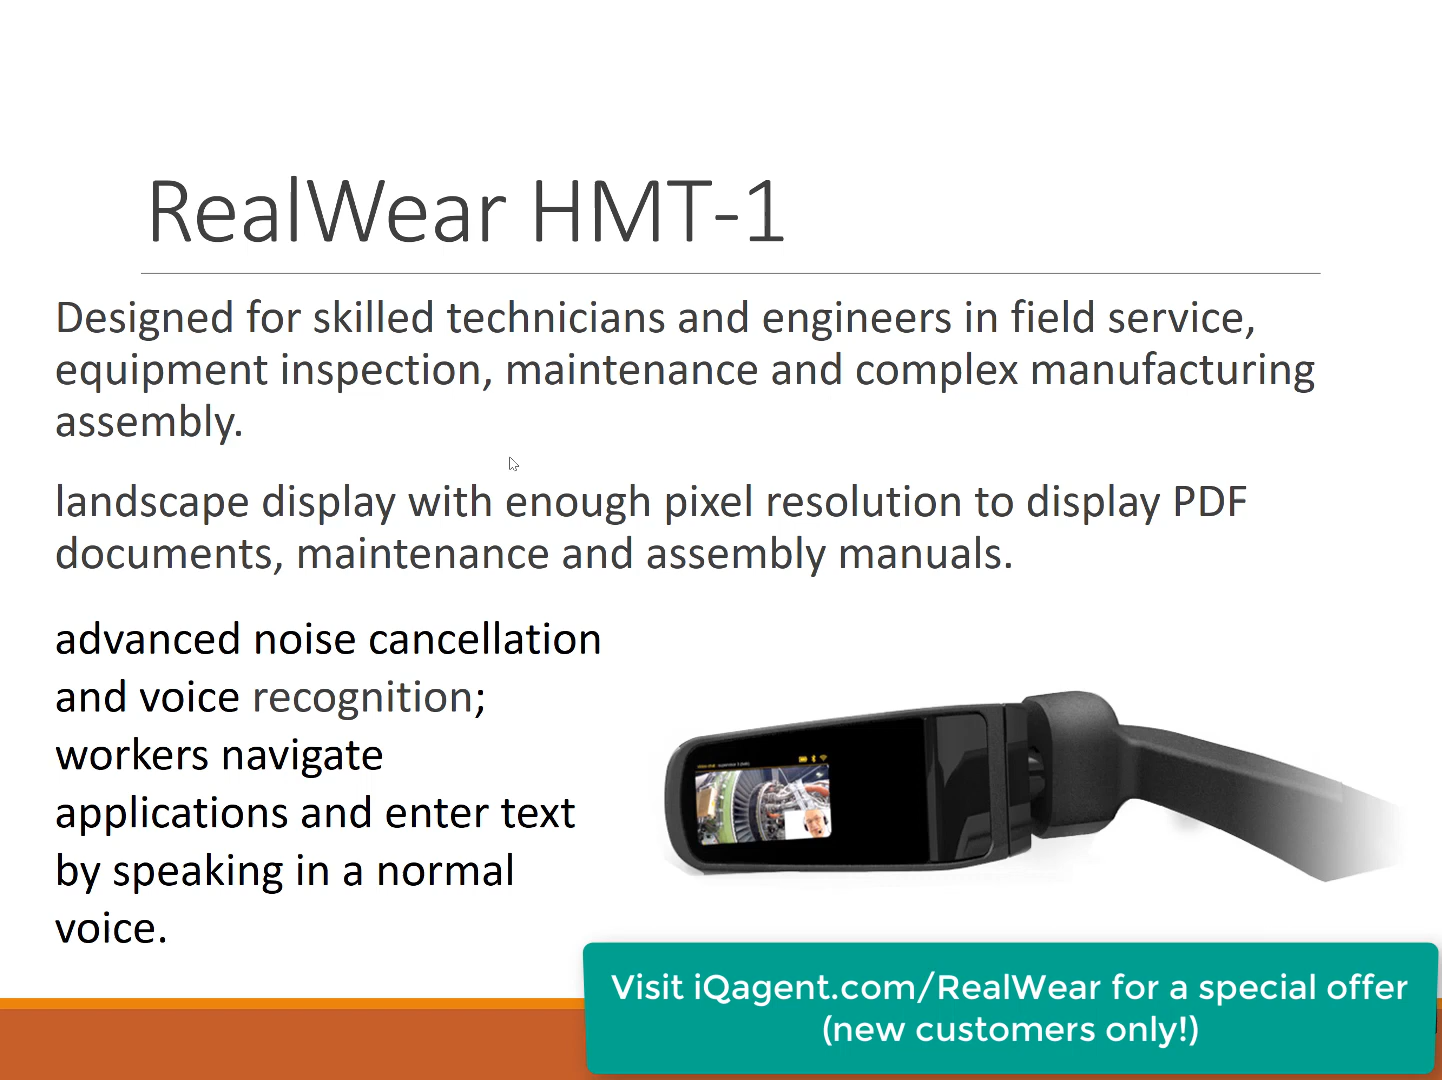 RealWear HMT-1
Designed for skilled technicians and engineers in field service,
equipment inspection, maintenance and complex manufacturing
assembly.
landscape display with enough pixel resolution to display PDF
documents, maintenance and assembly manuals.
advanced noise cancellation
and voice recognition;
workers navigate
applications and enter text
by speaking in a normal
voice.
Visit iQagent.com/RealWear for a special offer
(new customers only!)